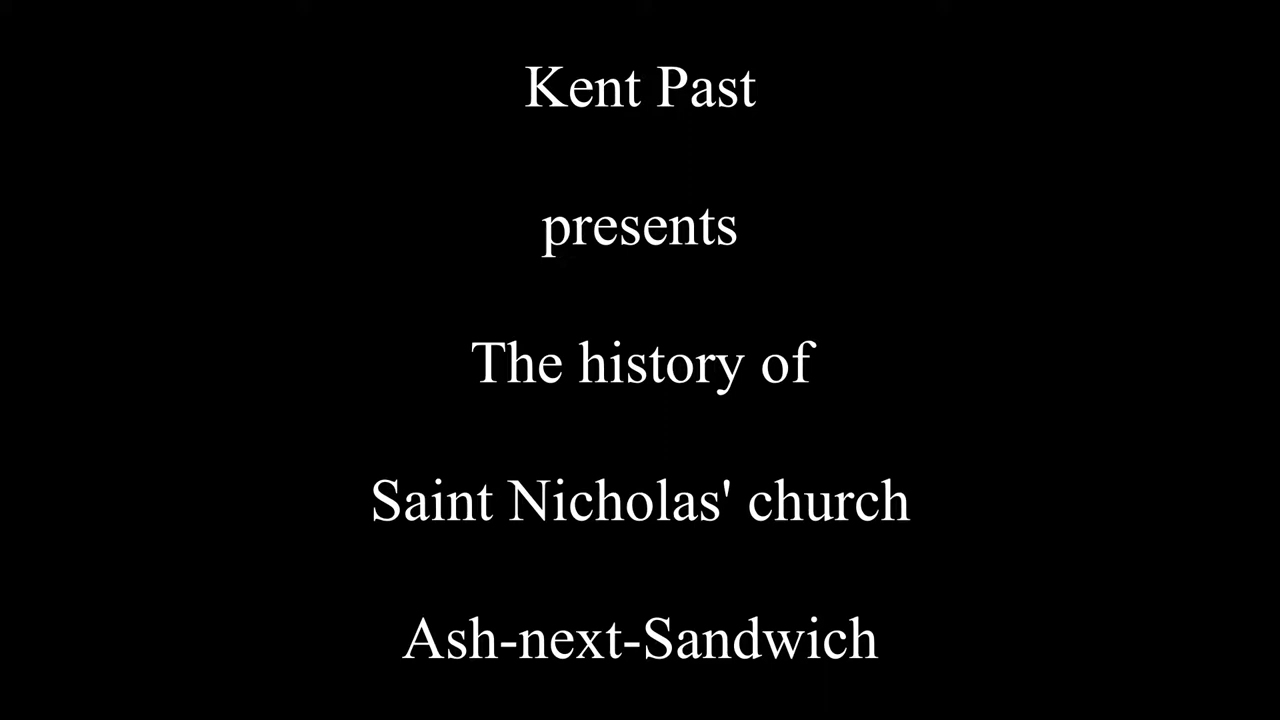 Kent Past
presents
The history of
Saint Nicholas' church
Ash-next-Sandwich